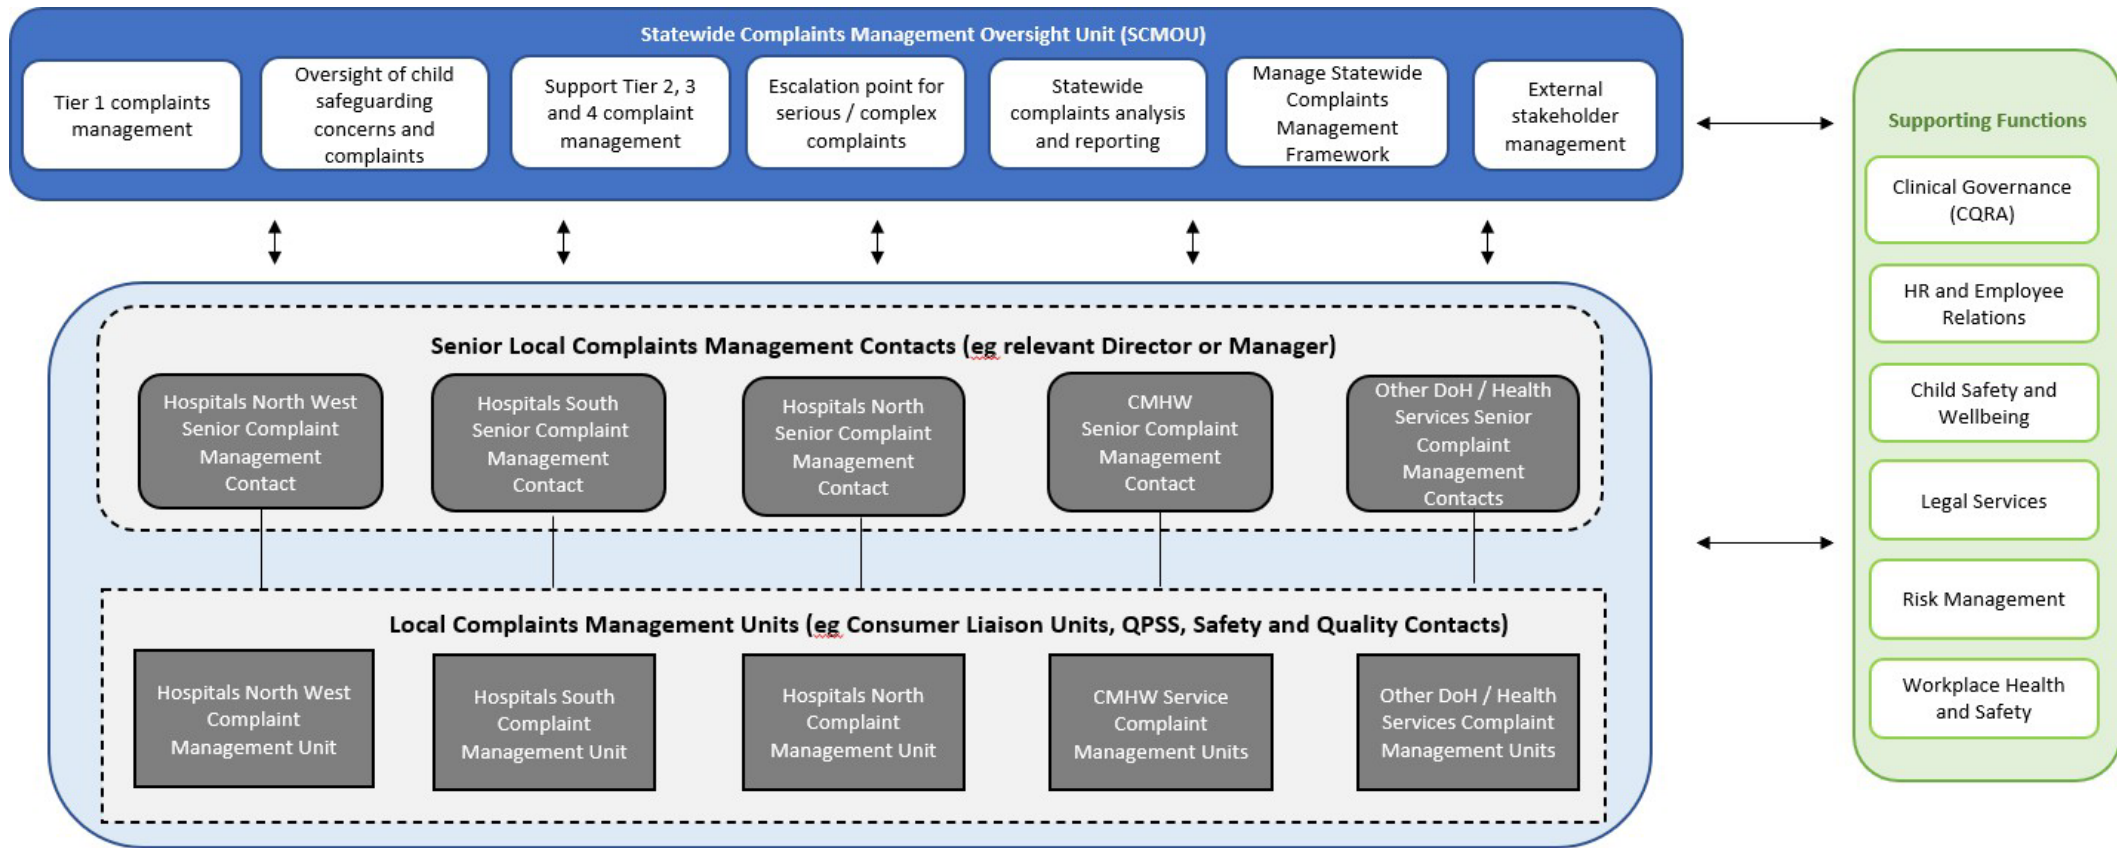 Statewide Complaints Management Oversight Unit (SCMOU)
Tier 1 complaints
management
Oversight of child
safeguarding
concerns and
complaints
Support Tier 2, 3
and 4 complaint
management
Escalation point for
serious / complex
complaints
Statewide
complaints analysis
and reporting
Manage Statewide
Complaints
Management
Framework
External
stakeholder
management
Supporting Functions
Clinical Governance
(CQRA)
HR and Employee
Relations
Child Safety and
Wellbeing
Legal Services
Risk Management
Workplace Health
and Safety
Senior Local Complaints Management Contacts (eg relevant Director or Manager)
Hospitals North West
Senior Complaint
Management
Contact
Hospitals South
Senior Complaint
Management
Contact
Hospitals North
Senior Complaint
Management
Contact
CMHW
Senior Complaint
Management
Contact
Other DoH / Health
Services Senior
Complaint
Management
Contacts
Local Complaints Management Units (eg Consumer Liaison Units, QPSS, Safety and Quality Contacts)
Hospitals North West
Complaint
Management Unit
Hospitals South
Complaint
Management Unit
Hospitals North
Complaint
Management Unit
CMHW Service
Complaint
Management Units
Other DoH / Health
Services Complaint
Management Units